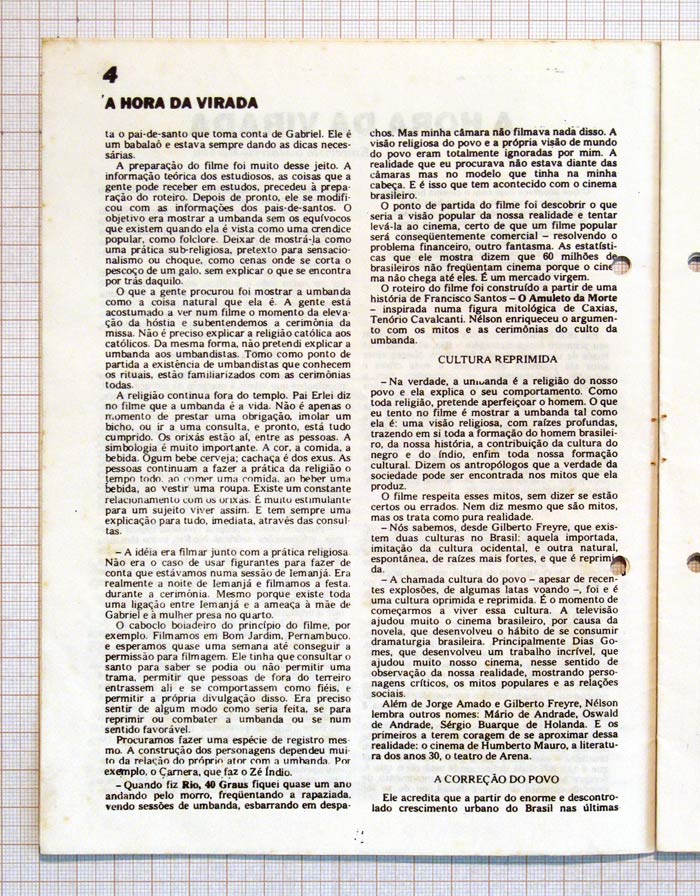 4
'A HORA DA VIRADA
ta o pai-de-santo que toma conta de Gabriel. Ele é
um babalaô e estava sempre dando as dicas neces-
sárias.
A preparação do filme foi muito desse jeito. A
informação teórica dos estudiosos, as coisas que a
gente pode receber em estudos, precedeu à prepa-
ração do roteiro. Depois de pronto, ele se modifi-
cou com as informações dos pais-de-santos. O
objetivo era mostrar a umbanda sem os equívocos
que existem quando ela é vista como uma crendice
popular, como folclore. Deixar de mostrá-la como
uma prática sub-religiosa, pretexto para sensacio-
nalismo ou choque, como cenas onde se corta o
pescoço de um galo, sem explicar o que se encontra
por trás daquilo.
O que a gente procurou foi mostrar a umbanda
como a coisa natural que ela é. A gente está
acostumado a ver num filme o momento da eleva-
ção da hóstia e subentendemos a cerimônia da
missa. Não é preciso explicar a religião católica aos
católicos. Da mesma forma, não pretendi explicar a
umbanda aos umbandistas. Tomo como ponto de
partida a existência de umbandistas que conhecem
os rituais, estão familiarizados com as cerimônias
todas.
A religião continua fora do templo. Pai Erlei diz
no filme que a umbanda é a vida. Não é apenas o
momento de prestar uma obrigação, imolar um
bicho, ou ir a uma consulta, e pronto, está tudo
cumprido. Os orixás estão aí, entre as pessoas. A
simbologia é muito importante. A cor, a comida, a
bebida. Ogum bebe cerveja; cachaça é dos exus. As
pessoas continuam a fazer a prática da religião o
tempo todo, ao comer uma comida, ao beber uma
bebida, ao vestir uma roupa. Existe um constante
relacionamento com os orixás. É muito estimulante
para um sujeito viver assim. E tem sempre uma
explicação para tudo, imediata, através das consul-
tas.
– A idéia era filmar junto com a prática religiosa.
Não era o caso de usar figurantes para fazer de
conta que estávamos numa sessão de Iemanjá. Era
realmente a noite de Iemanjá e filmamos a festa,
durante a cerimônia. Mesmo porque existe toda
uma ligação entre Iemanjá e a ameaça à mãe de
Gabriel e à mulher presa no quarto.
O caboclo boiadeiro do princípio do filme, por
exemplo. Filmamos em Bom Jardim, Pernambuco,
e esperamos quase uma semana até conseguir a
permissão para filmagem. Ele tinha que consultar o
santo para saber se podia ou não permitir uma
trama, permitir que pessoas de fora do terreiro
entrassem ali e se comportassem como fiéis, e
permitir a própria divulgação disso. Era preciso
sentir de algum modo como seria feita, se para
reprimir ou combater a umbanda ou se num
sentido favorável.
Procuramos fazer uma espécie de registro mes-
mo. A construção dos personagens dependeu mui-
to da relação do próprio ator com a umbanda. Por
exemplo, o Carnera, que faz o Zé Índio.
– Quando fiz Rio, 40 Graus fiquei quase um ano
andando pelo morro, freqüentando a rapaziada,
vendo sessões de umbanda, esbarrando em despa-
chos. Mas minha câmara não filmava nada disso. A
visão religiosa do povo e a própria visão de mundo
do povo eram totalmente ignoradas por mim. A
realidade que eu procurava não estava diante das
câmaras mas no modelo que tinha na minha
cabeça. E é isso que tem acontecido com o cinema
brasileiro.
O ponto de partida do filme foi descobrir o que
seria a visão popular da nossa realidade e tentar
levá-la ao cinema, certo de que um filme popular
será conseqüentemente comercial – resolvendo o
problema financeiro, outro fantasma. As estatísti-
cas que ele mostra dizem que 60 milhões de
brasileiros não freqüentam cinema porque o cine
ma não chega até eles. É um mercado virgem.
O roteiro do filme foi construído a partir de uma
história de Francisco Santos – O Amuleto da Morte
– inspirada numa figura mitológica de Caxias,
Tenório Cavalcanti. Nélson enriqueceu o argumen-
to com os mitos e as cerimônias do culto da
umbanda.
CULTURA REPRIMIDA
– Na verdade, a umbanda é a religião do nosso
povo e ela explica o seu comportamento. Como
toda religião, pretende aperfeiçoar o homem. O que
eu tento no filme é mostrar a umbanda tal como
ela é: uma visão religiosa, com raízes profundas,
trazendo em si toda a formação do homem brasilei-
ro, da nossa história, a contribuição da cultura do
negro e do índio, enfim toda nossa formação
cultural. Dizem os antropólogos que a verdade da
sociedade pode ser encontrada nos mitos que ela
produz.
O filme respeita esses mitos, sem dizer se estão
certos ou errados. Nem diz mesmo que são mitos,
mas os trata como pura realidade.
– Nós sabemos, desde Gilberto Freyre, que exis-
tem duas culturas no Brasil: aquela importada,
imitação da cultura ocidental, e outra natural,
espontânea, de raízes mais fortes, e que é reprimi
da.
– A chamada cultura do povo – apesar de recen-
tes explosões, de algumas latas voando –, foi e é
uma cultura oprimida e reprimida. É o momento de
começarmos a viver essa cultura. A televisão
ajudou muito o cinema brasileiro, por causa da
novela, que desenvolveu o hábito de se consumir
dramaturgia brasileira. Principalmente Dias Go-
mes, que desenvolveu um trabalho incrível, que
ajudou muito nosso cinema, nesse sentido de
observação da nossa realidade, mostrando perso-
nagens críticos, os mitos populares e as relações
sociais.
Além de Jorge Amado e Gilberto Freyre, Nélson
lembra outros nomes: Mário de Andrade, Oswald
de Andrade, Sérgio Buarque de Holanda. E os
primeiros a terem coragem de se aproximar dessa
realidade: o cinema de Humberto Mauro, a literatu-
ra dos anos 30, o teatro de Arena.
A CORREÇÃO DO POVO
Ele acredita que a partir do enorme e descontro-
lado crescimento urbano do Brasil nas últimas